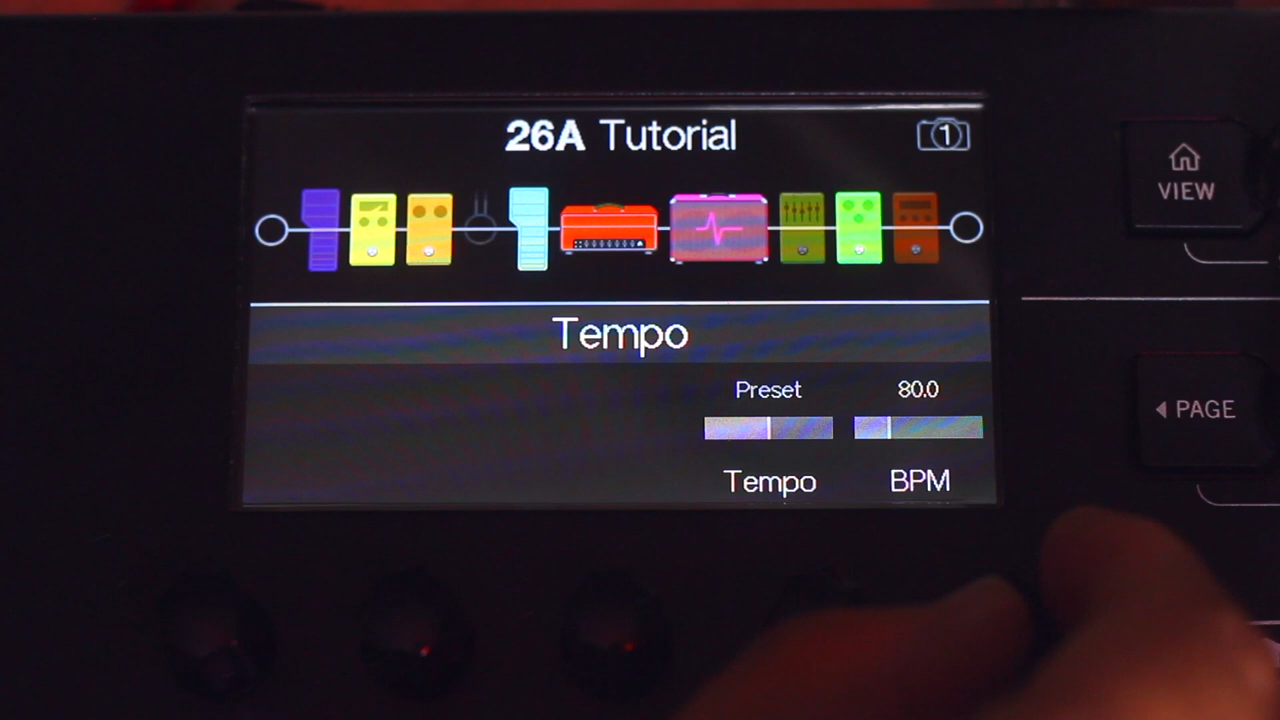 26A Tutorial
1
VIEW
Tempo
Preset
80.0
PAGE
Tempo
BPM